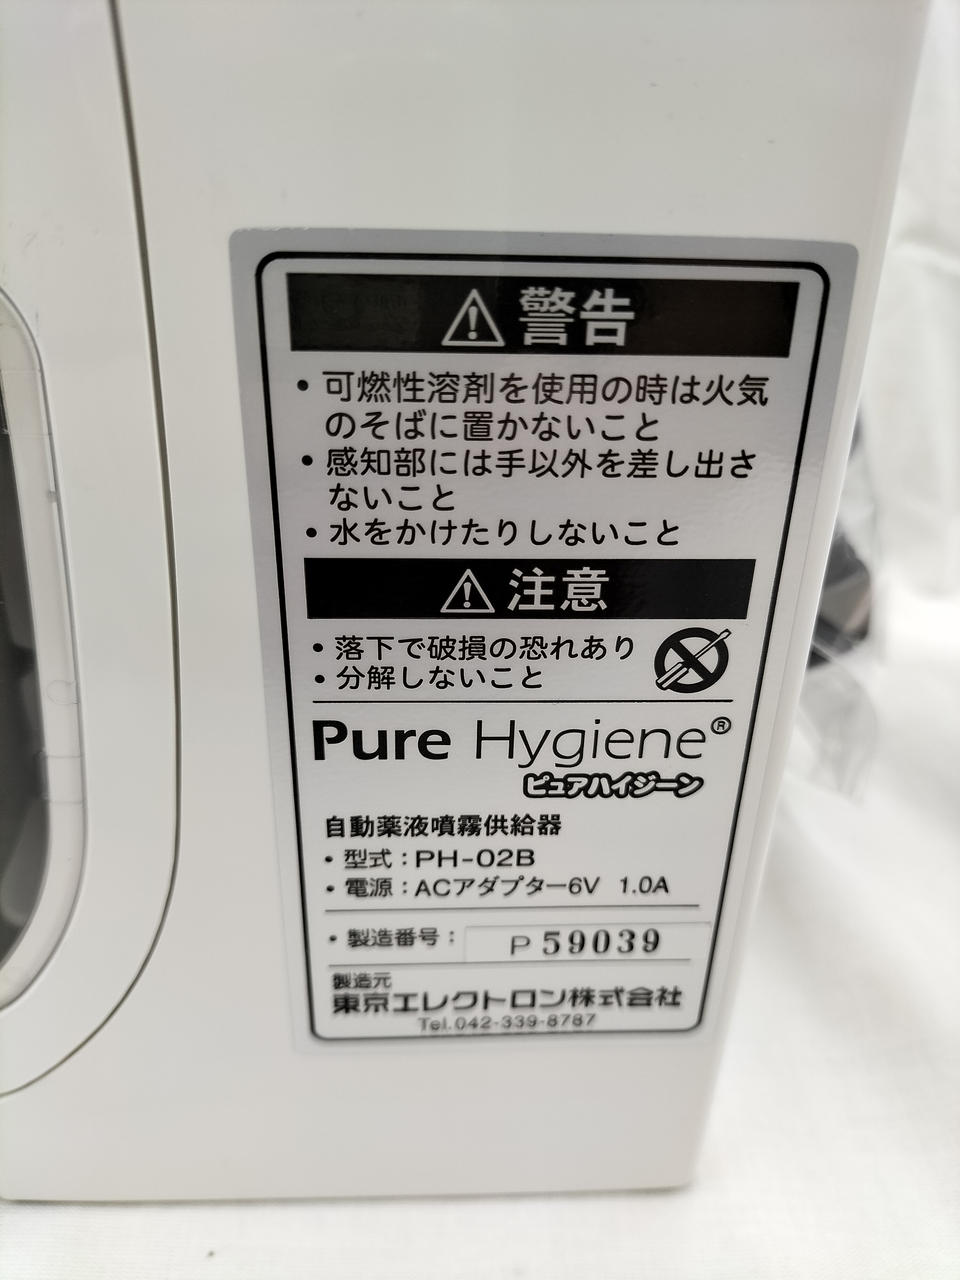 警告
・可燃性溶剤を使用の時は火気
のそばに置かないこと
・感知部には手以外を差し出さ
ないこと
・水をかけたりしないこと
注意
・落下で破損の恐れあり
・分解しないこと
Pure Hygiene®
ピュアハイジーン
自動薬液噴霧供給器
・型式：PH-02B
・電源：ACアダプター6V 1.0A
・製造番号： P 59039
製造元
東京エレクトロン株式会社
Tel.042-339-8787